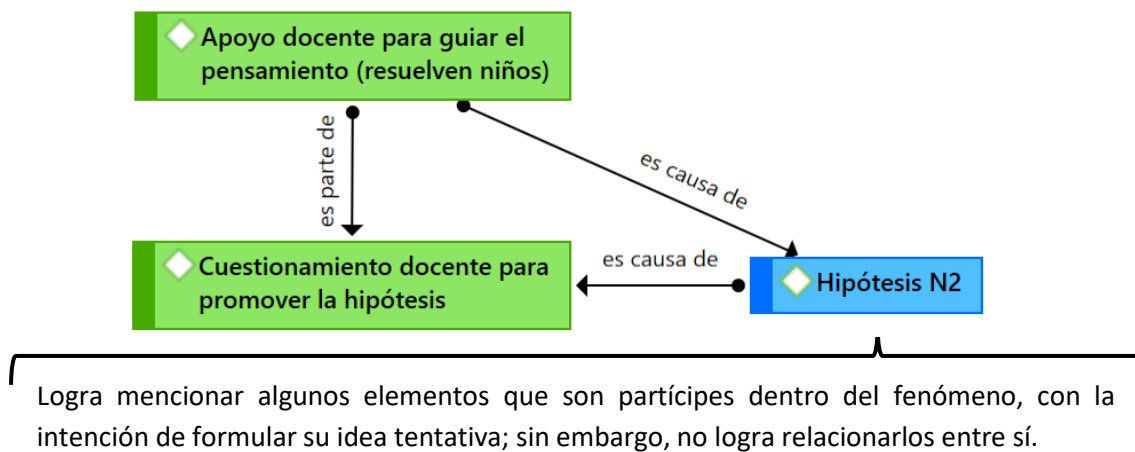 Apoyo docente para guiar el
pensamiento (resuelven niños)
es parte de
es causa de
Cuestionamiento docente para
promover la hipótesis
es causa de
Hipótesis N2
Logra mencionar algunos elementos que son partícipes dentro del fenómeno, con la
intención de formular su idea tentativa; sin embargo, no logra relacionarlos entre sí.